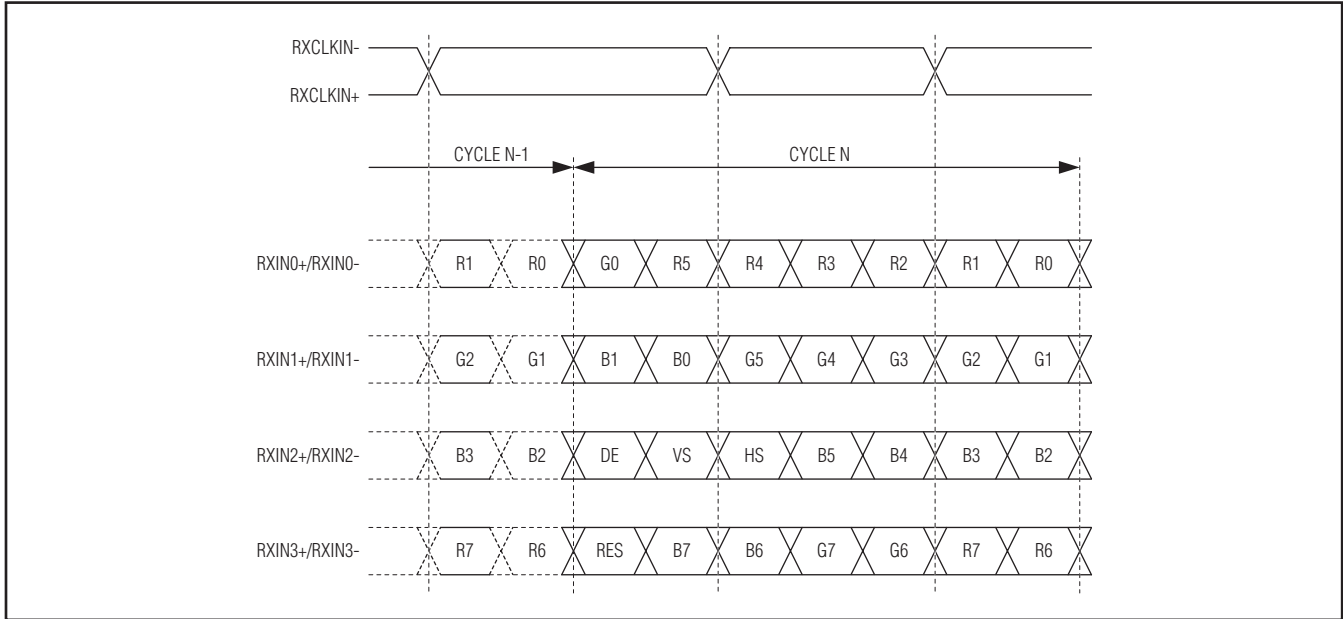 RXCLKIN-
RXCLKIN+
CYCLE N-1 CYCLE N
RXIN0+/RXIN0- R1 R0 G0 R5 R4 R3 R2 R1 R0
RXIN1+/RXIN1- G2 G1 B1 B0 G5 G4 G3 G2 G1
RXIN2+/RXIN2- B3 B2 DE VS HS B5 B4 B3 B2
RXIN3+/RXIN3- R7 R6 RES B7 B6 G7 G6 R7 R6